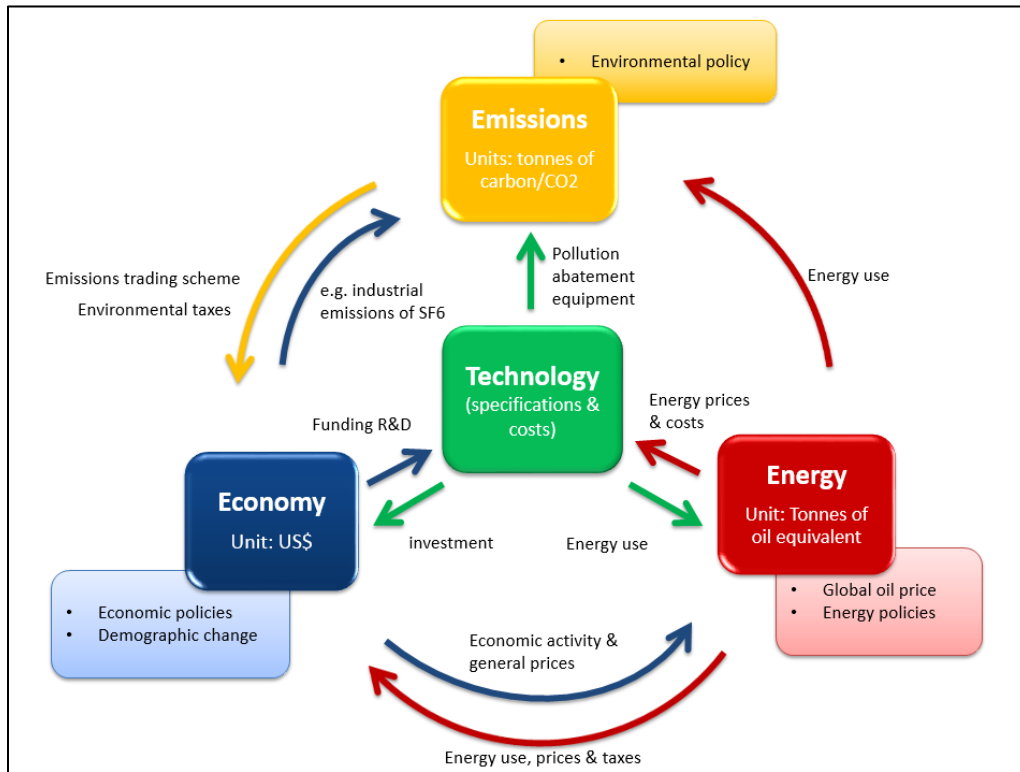 • Environmental policy
Emissions
Units: tonnes of
carbon/CO2
Emissions trading scheme
Environmental taxes
e.g. industrial
emissions of SF6
Pollution
abatement
equipment
Energy use
Technology
(specifications &
costs)
Funding R&D
Energy prices
& costs
Economy
Unit: US$
investment
Energy use
Energy
Unit: Tonnes of
oil equivalent
• Economic policies
• Demographic change
• Global oil price
• Energy policies
Economic activity &
general prices
Energy use, prices & taxes